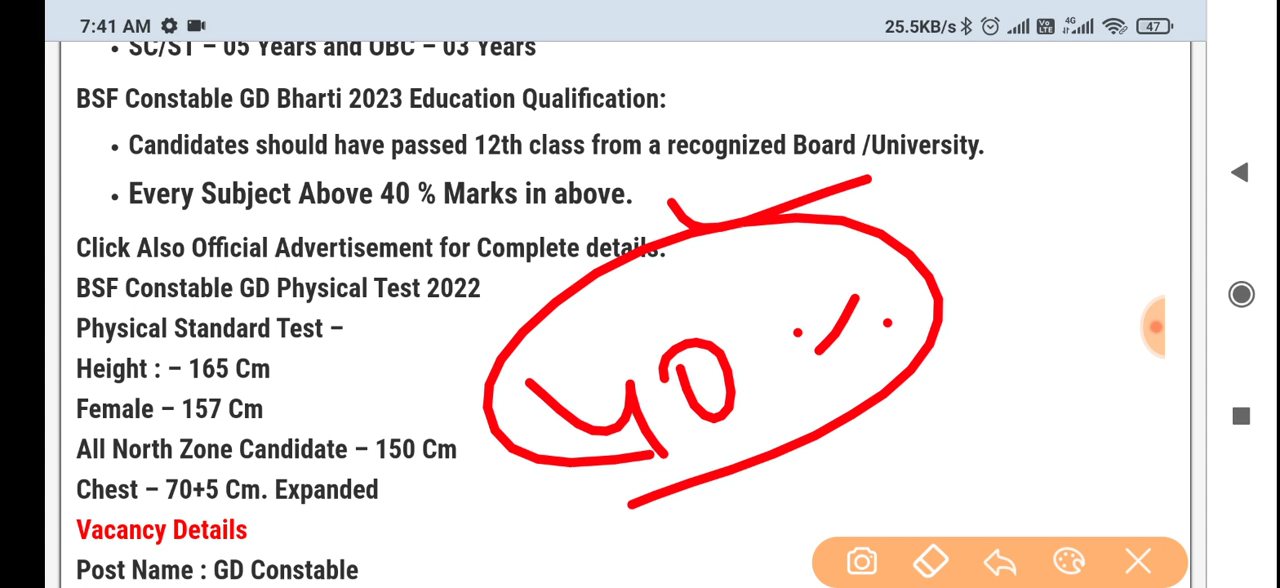 7:41 AM 25.5KB/s Vo LTE 4G 47
SC/ST – 05 Years and OBC – 03 Years
BSF Constable GD Bharti 2023 Education Qualification:
• Candidates should have passed 12th class from a recognized Board /University.
• Every Subject Above 40 % Marks in above.
Click Also Official Advertisement for Complete details.
BSF Constable GD Physical Test 2022
Physical Standard Test –
Height : – 165 Cm
40 %
Female – 157 Cm
All North Zone Candidate – 150 Cm
Chest – 70+5 Cm. Expanded
Vacancy Details
Post Name : GD Constable